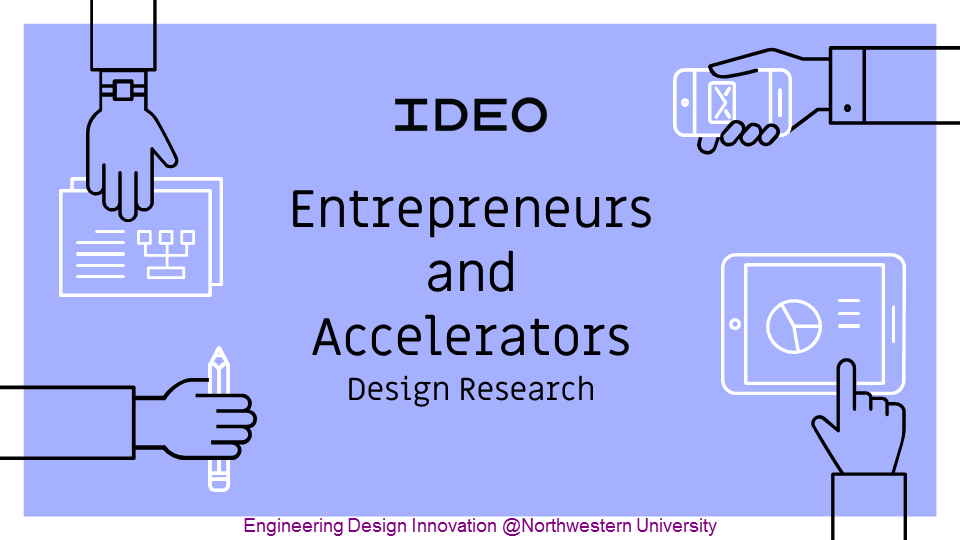 IDEO
Entrepreneurs
and
Accelerators
Design Research
Engineering Design Innovation @Northwestern University